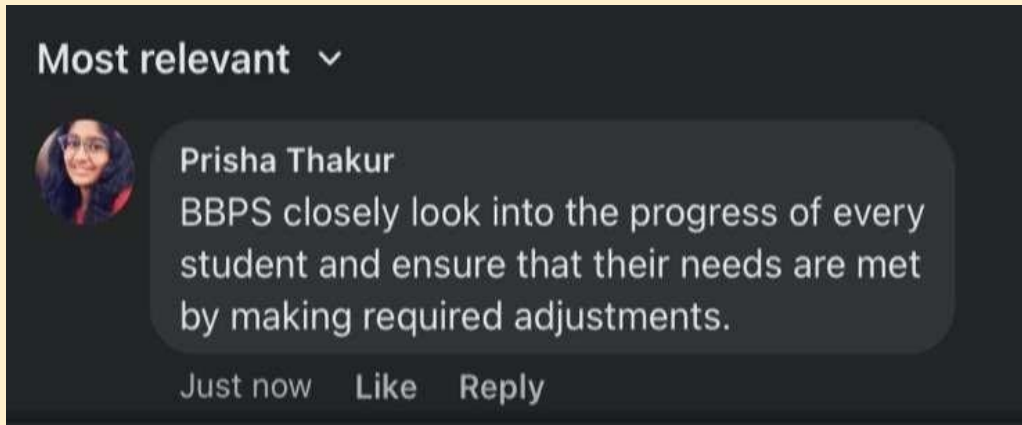 Most relevant
Prisha Thakur
BBPS closely look into the progress of every
student and ensure that their needs are met
by making required adjustments.
Just now Like Reply